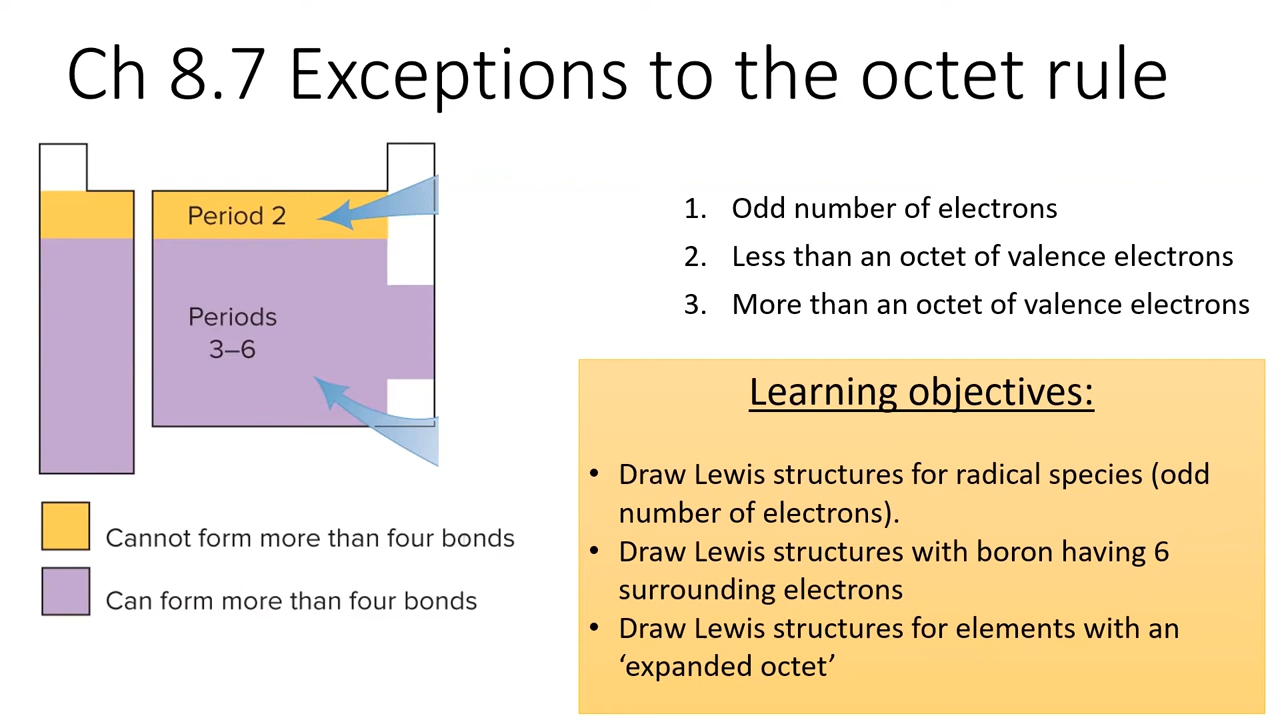 Ch 8.7 Exceptions to the octet rule
Period 2
Periods
3–6
Cannot form more than four bonds
Can form more than four bonds
1. Odd number of electrons
2. Less than an octet of valence electrons
3. More than an octet of valence electrons
Learning objectives:
• Draw Lewis structures for radical species (odd
number of electrons).
• Draw Lewis structures with boron having 6
surrounding electrons
• Draw Lewis structures for elements with an
‘expanded octet’